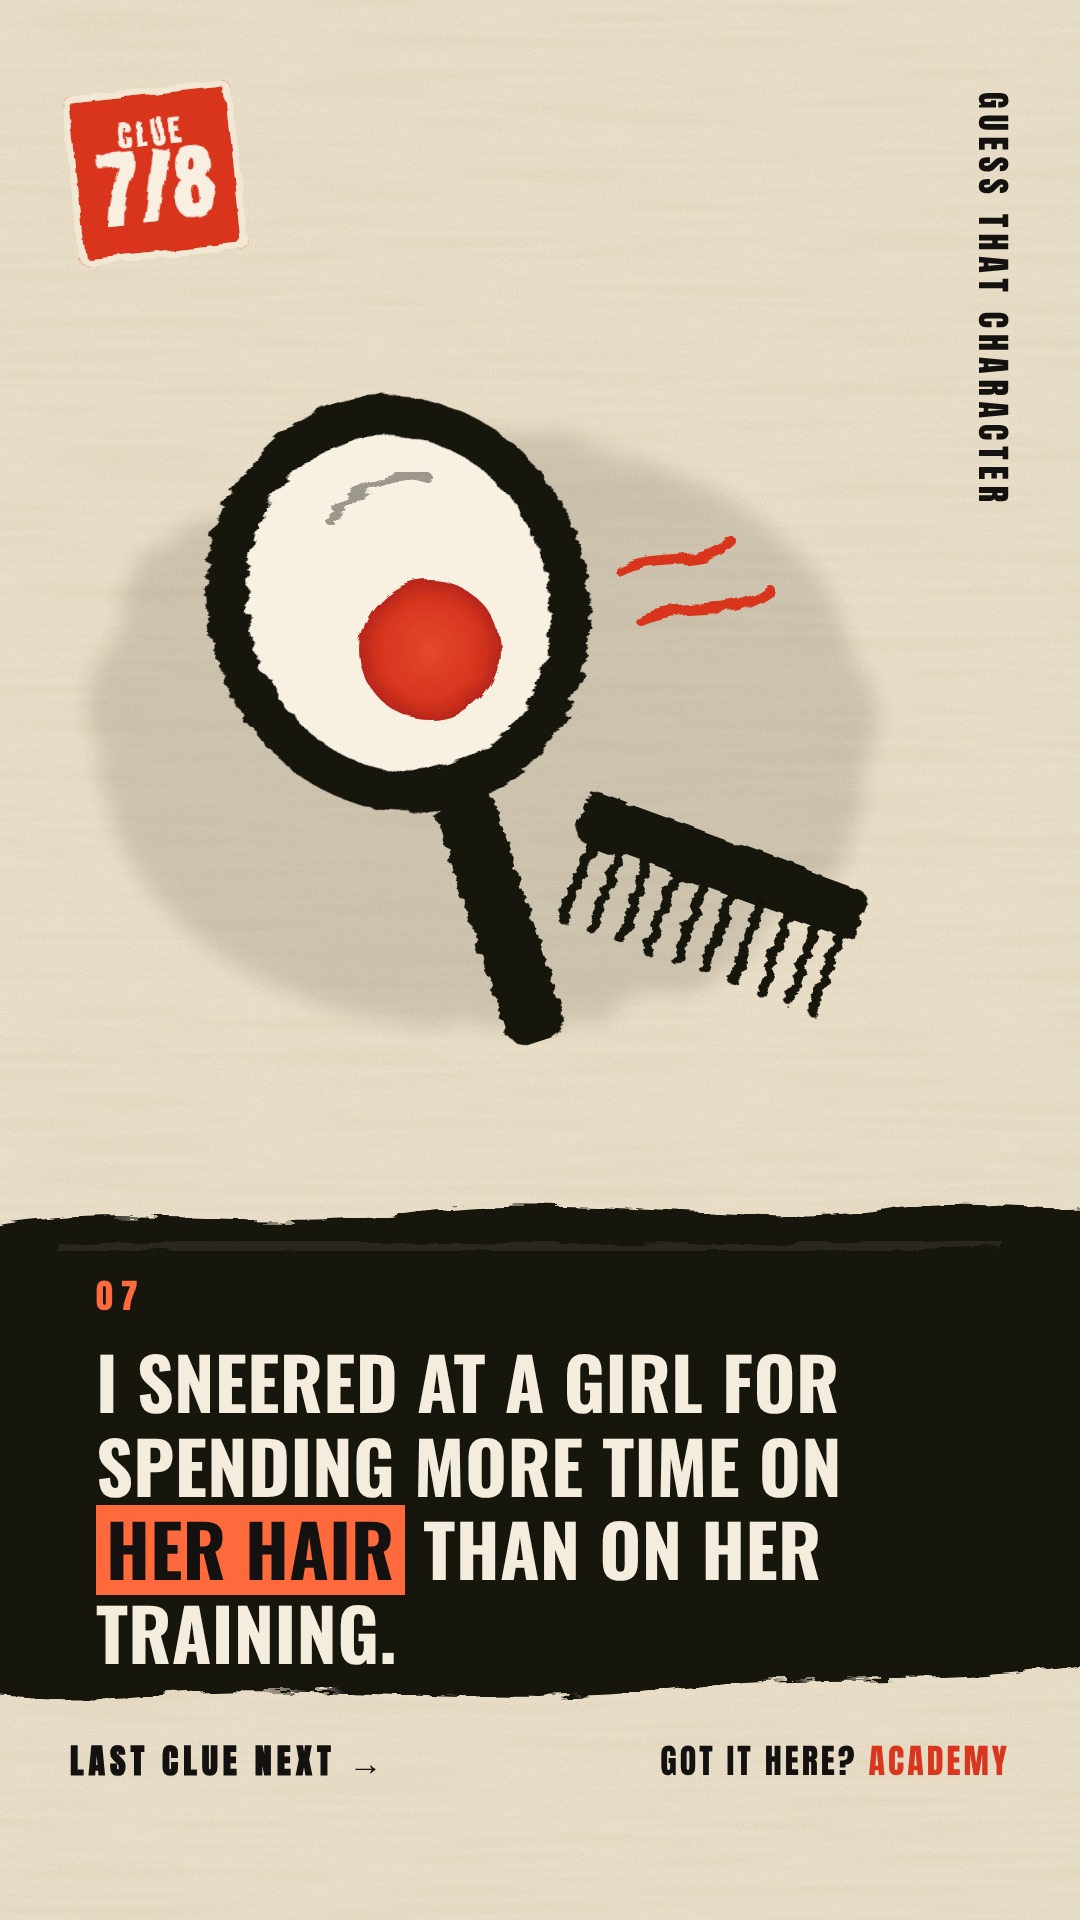 CLUE
7/8
GUESS THAT CHARACTER
07
I SNEERED AT A GIRL FOR
SPENDING MORE TIME ON
HER HAIR THAN ON HER
TRAINING.
LAST CLUE NEXT →
GOT IT HERE? ACADEMY